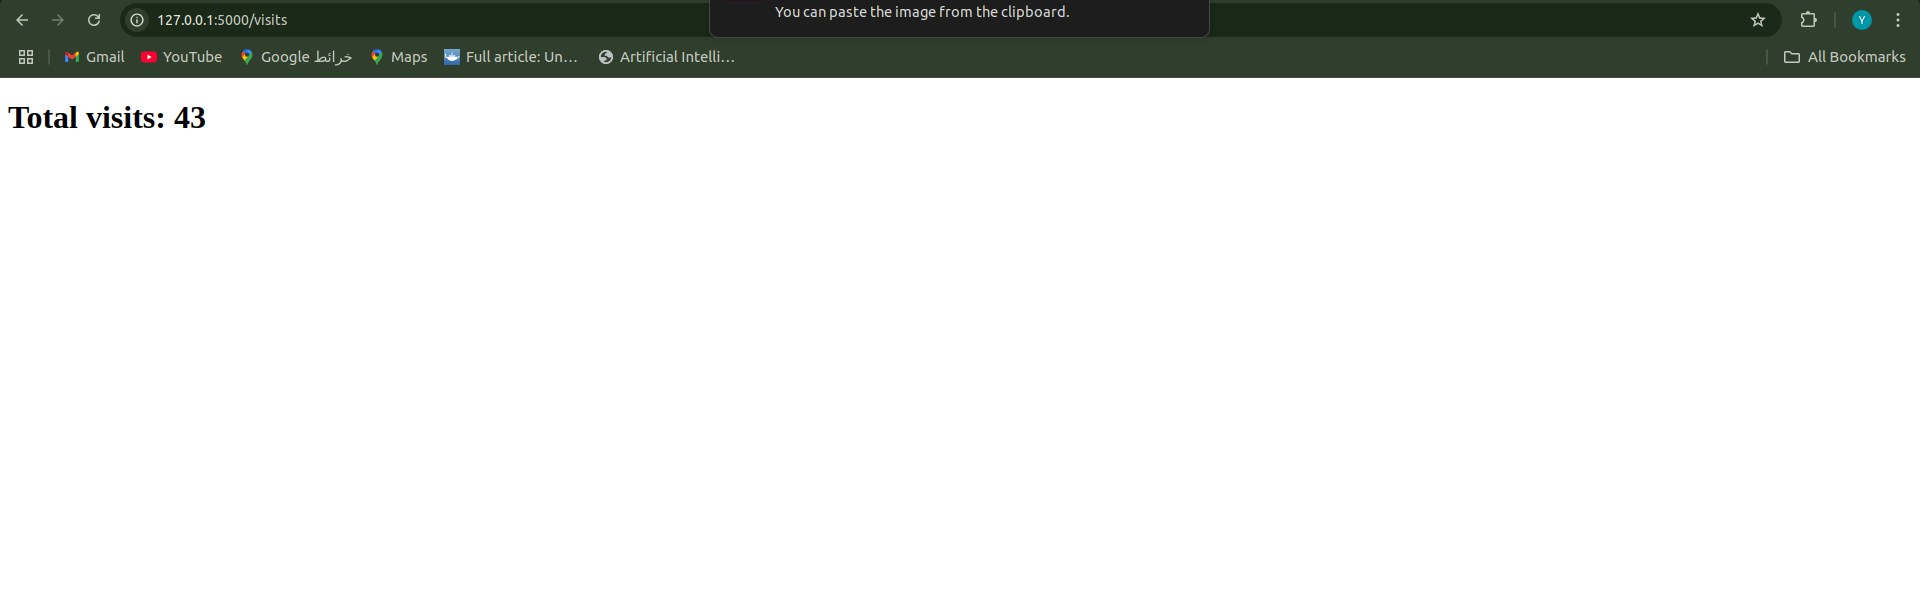 127.0.0.1:5000/visits
You can paste the image from the clipboard.
Y
Gmail YouTube Google خرائط Maps Full article: Un... Artificial Intelli... All Bookmarks
Total visits: 43